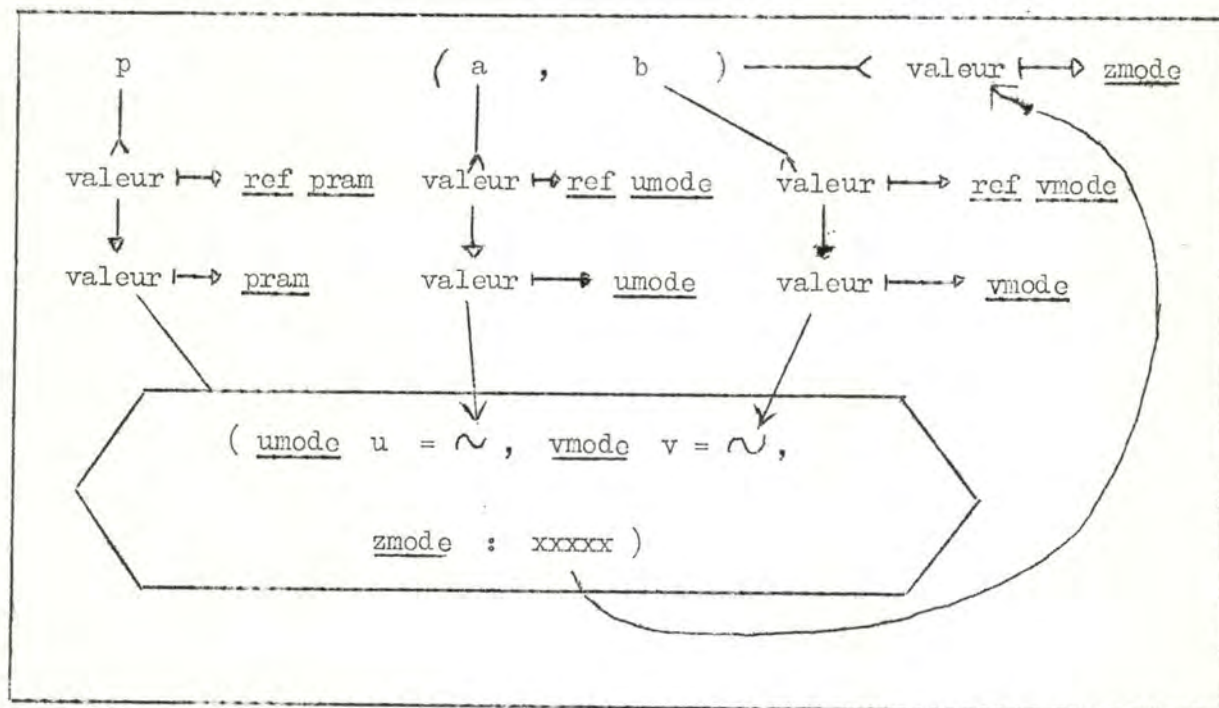 p ( a , b ) valeur zmode
valeur ref pram valeur ref umode valeur ref vmode
valeur pram valeur umode valeur vmode
( umode u = ~ , vmode v = ~ ,
zmode : xxxxx )